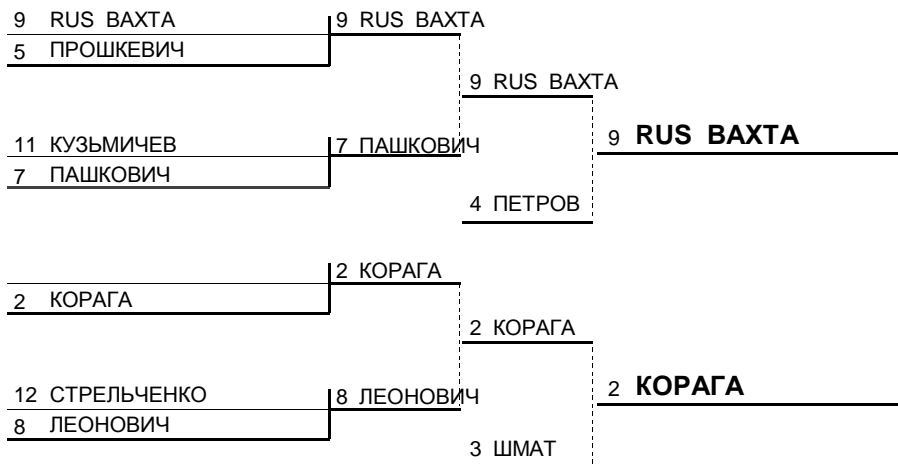 9 RUS ВАХТА
9 RUS ВАХТА
5 ПРОШКЕВИЧ
9 RUS ВАХТА
11 КУЗЬМИЧЕВ
7 ПАШКОВИЧ
9 RUS ВАХТА
7 ПАШКОВИЧ
4 ПЕТРОВ
2 КОРАГА
2 КОРАГА
2 КОРАГА
12 СТРЕЛЬЧЕНКО
8 ЛЕОНОВИЧ
2 КОРАГА
8 ЛЕОНОВИЧ
3 ШМАТ